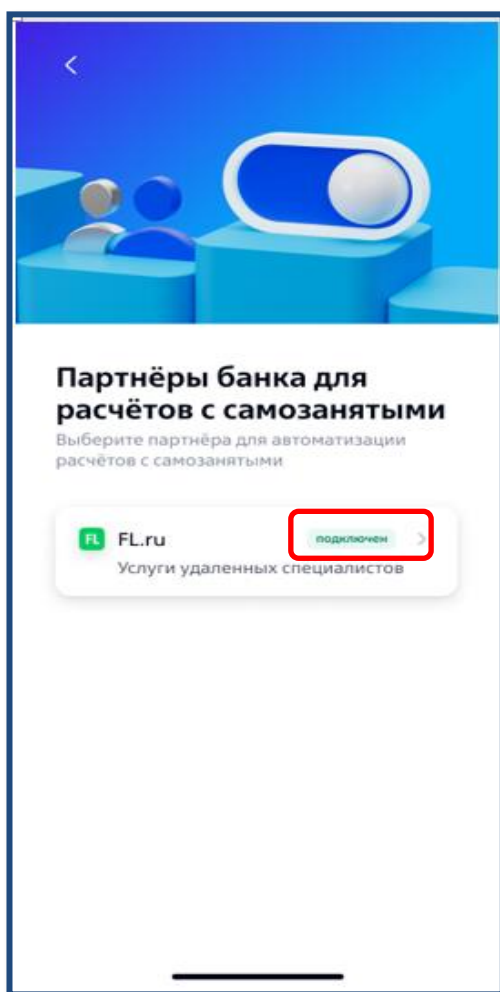 Партнёры банка для
расчётов с самозанятыми
Выберите партнёра для автоматизации
расчётов с самозанятыми
FL FL.ru подключен
Услуги удаленных специалистов